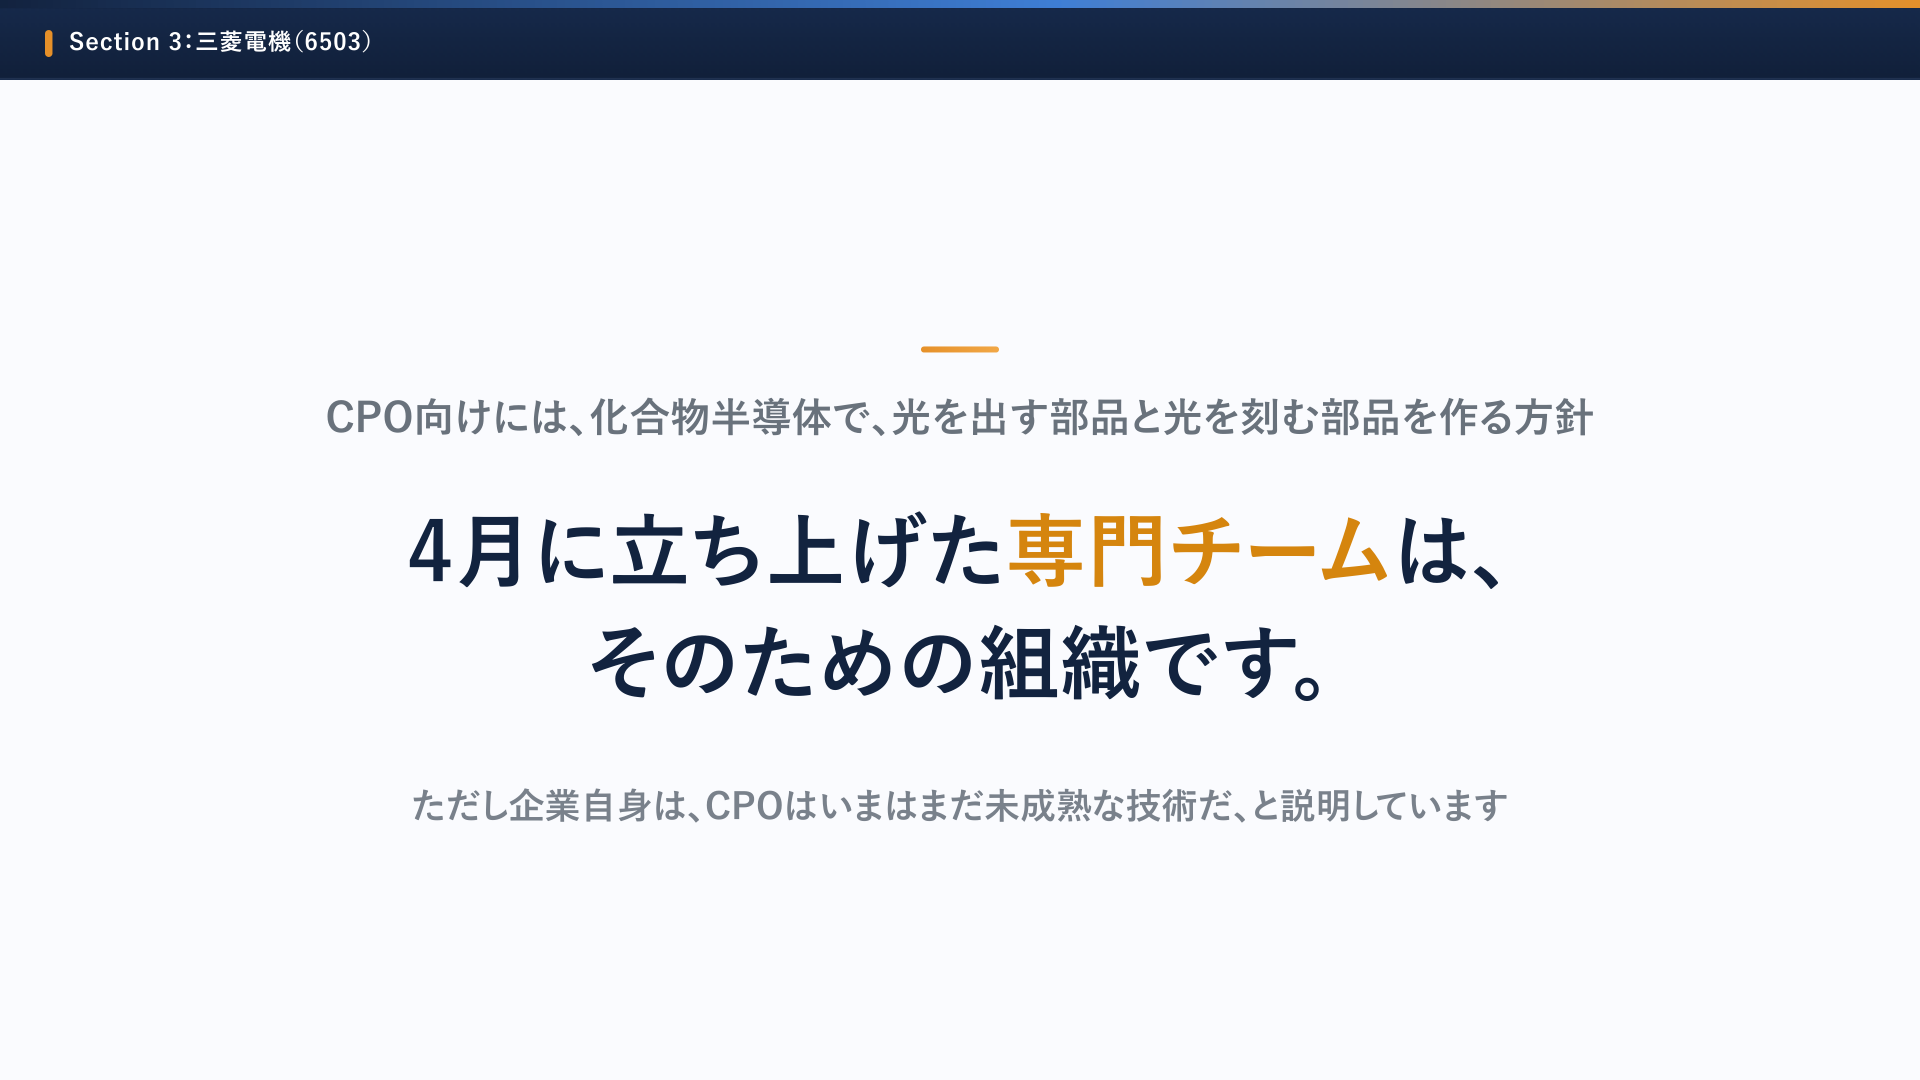 Section 3：三菱電機（6503）
CPO向けには、化合物半導体で、光を出す部品と光を刻む部品を作る方針
4月に立ち上げた専門チームは、
そのための組織です。
ただし企業自身は、CPOはいまはまだ未成熟な技術だ、と説明しています